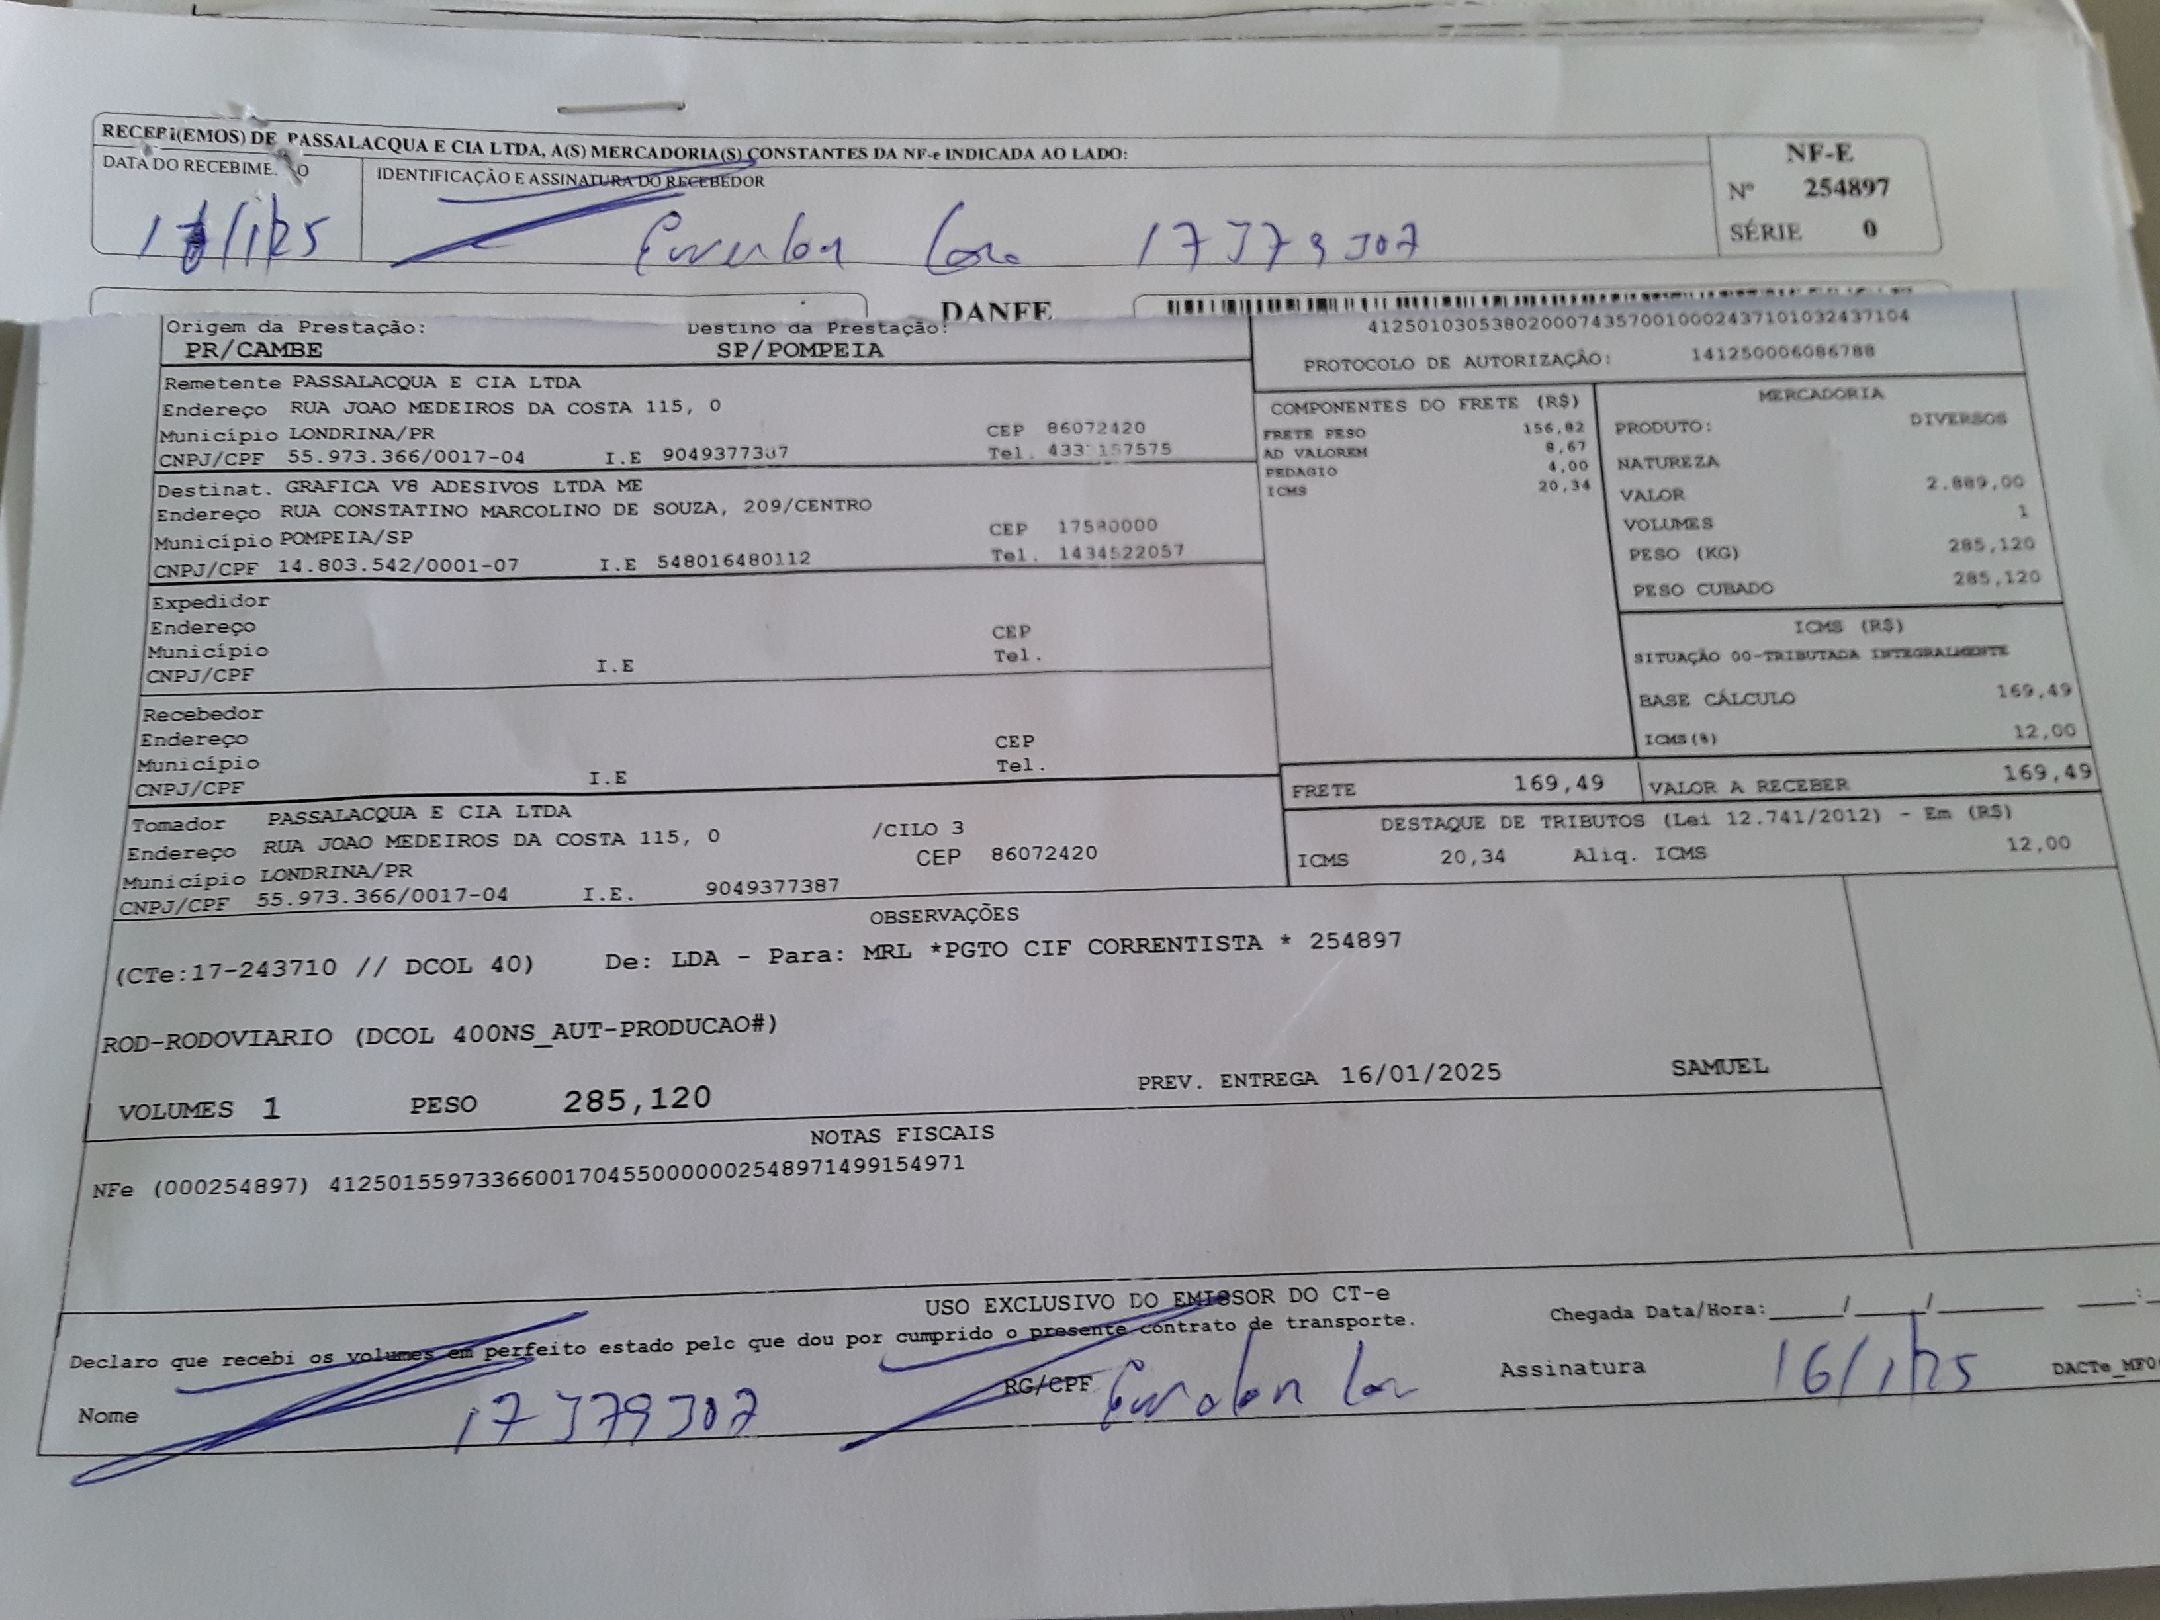 RECEBI(EMOS) DE PASSALACQUA E CIA LTDA, A(S) MERCADORIA(S) CONSTANTES DA NF-e INDICADA AO LADO:
DATA DO RECEBIME. O
IDENTIFICAÇÃO E ASSINATURA DO RECEBEDOR
NF-E
Nº 254897
SÉRIE 0
/1/25
17379307
DANFE
Origem da Prestação: Destino da Prestação:
PR/CAMBE SP/POMPEIA
41250103053802000743570010002437101032437104
PROTOCOLO DE AUTORIZAÇÃO: 141250006086788
Remetente PASSALACQUA E CIA LTDA
Endereço RUA JOAO MEDEIROS DA COSTA 115, 0
Município LONDRINA/PR CEP 86072420
CNPJ/CPF 55.973.366/0017-04 I.E 9049377387 Tel. 433 157575
Destinat. GRAFICA V8 ADESIVOS LTDA ME
Endereço RUA CONSTATINO MARCOLINO DE SOUZA, 209/CENTRO
Município POMPEIA/SP CEP 17580000
CNPJ/CPF 14.803.542/0001-07 I.E 548016480112 Tel. 1434522057
Expedidor
Endereço
Município CEP
CNPJ/CPF I.E Tel.
Recebedor
Endereço
Município CEP
CNPJ/CPF I.E Tel.
Tomador PASSALACQUA E CIA LTDA
Endereço RUA JOAO MEDEIROS DA COSTA 115, 0 /CILO 3
Município LONDRINA/PR CEP 86072420
CNPJ/CPF 55.973.366/0017-04 I.E. 9049377387
COMPONENTES DO FRETE (R$)
FRETE PESO 156,82
AD VALOREM 8,67
PEDAGIO 4,00
ICMS 20,34
MERCADORIA
PRODUTO: DIVERSOS
NATUREZA
VALOR 2.889,00
VOLUMES 1
PESO (KG) 285,120
PESO CUBADO 285,120
ICMS (R$)
SITUAÇÃO 00-TRIBUTADA INTEGRALMENTE
BASE CÁLCULO 169,49
ICMS(%) 12,00
FRETE 169,49 VALOR A RECEBER 169,49
DESTAQUE DE TRIBUTOS (Lei 12.741/2012) - Em (R$)
ICMS 20,34 Aliq. ICMS 12,00
OBSERVAÇÕES
(CTe:17-243710 // DCOL 40) De: LDA - Para: MRL *PGTO CIF CORRENTISTA * 254897
ROD-RODOVIARIO (DCOL 400NS_AUT-PRODUCAO#)
VOLUMES 1 PESO 285,120 PREV. ENTREGA 16/01/2025 SAMUEL
NOTAS FISCAIS
NFe (000254897) 41250155973366001704550000002548971499154971
USO EXCLUSIVO DO EMISSOR DO CT-e
Declaro que recebi os volumes em perfeito estado pelo que dou por cumprido o presente contrato de transporte.
Chegada Data/Hora: / / :
Nome 17379307 RG/CPF Assinatura 16/1/25 DACTe_MF0